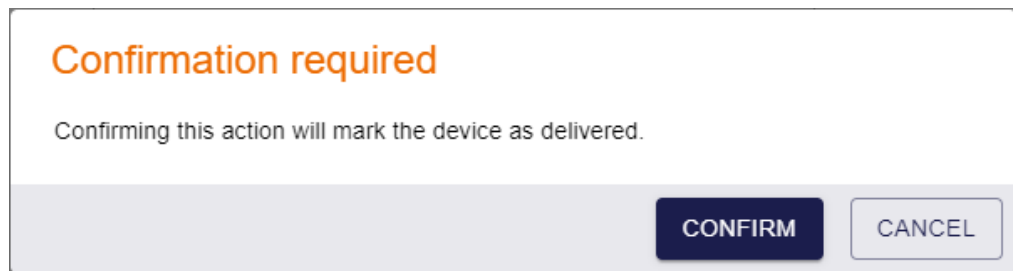 Confirmation required
Confirming this action will mark the device as delivered.
CONFIRM
CANCEL